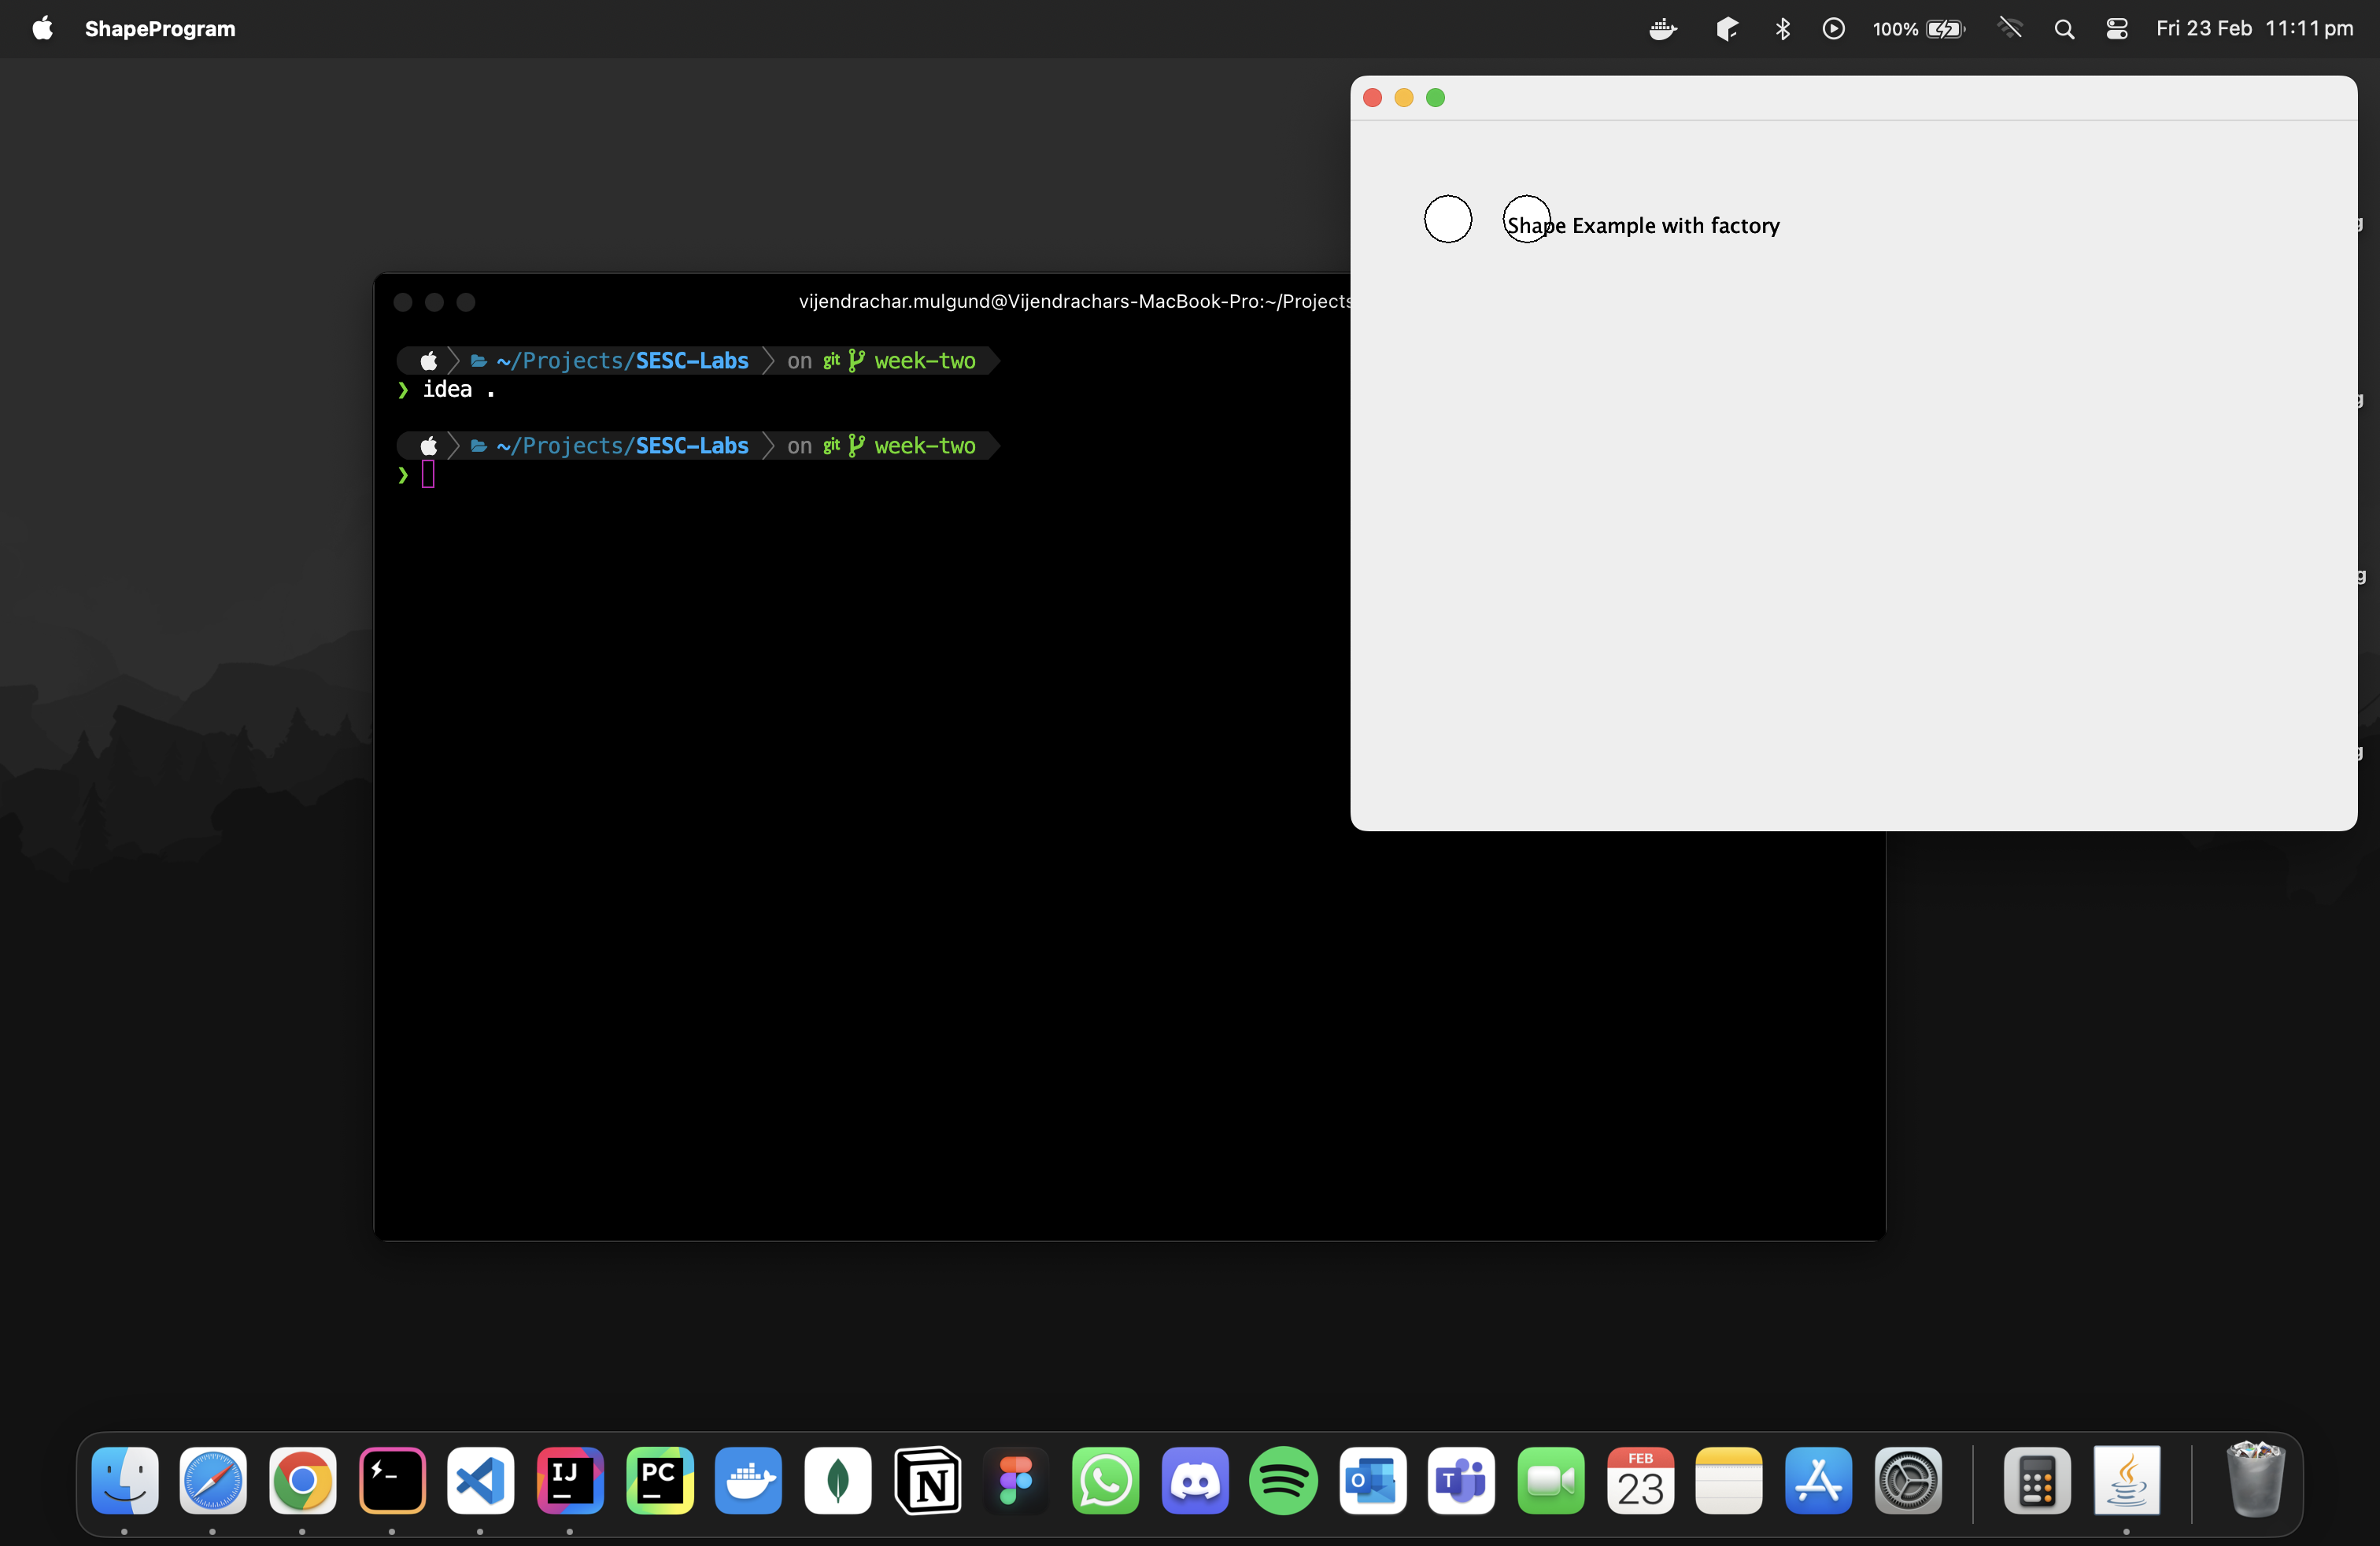 ShapeProgram
100%
Fri 23 Feb 11:11 pm
Shape Example with factory
vijendrachar.mulgund@Vijendrachars-MacBook-Pro:~/Projects
~/Projects/SESC-Labs on git week-two
❯ idea .
~/Projects/SESC-Labs on git week-two
❯
g
g
g
g
IJ
PC
N
O
T
FEB
23